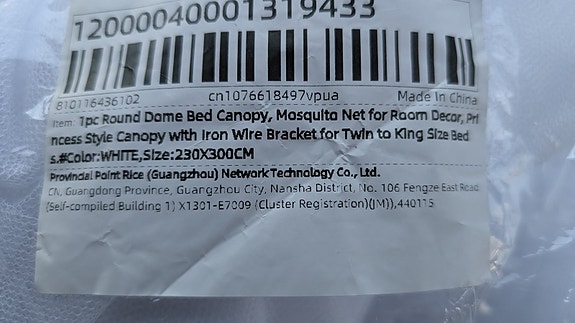 12000040001319433
810116436102 cn1076618497vpua Made In China
Item: 1pc Round Dome Bed Canopy, Mosquito Net for Room Decor, Pri
ncess Style Canopy with Iron Wire Bracket for Twin to King Size Bed
s.#Color:WHITE,Size:230X300CM
Provincial Point Rice (Guangzhou) Network Technology Co., Ltd.
CN, Guangdong Province, Guangzhou City, Nansha District, No. 106 Fengze East Road
(Self-compiled Building 1) X1301-E7009 (Cluster Registration)(JM)),440115